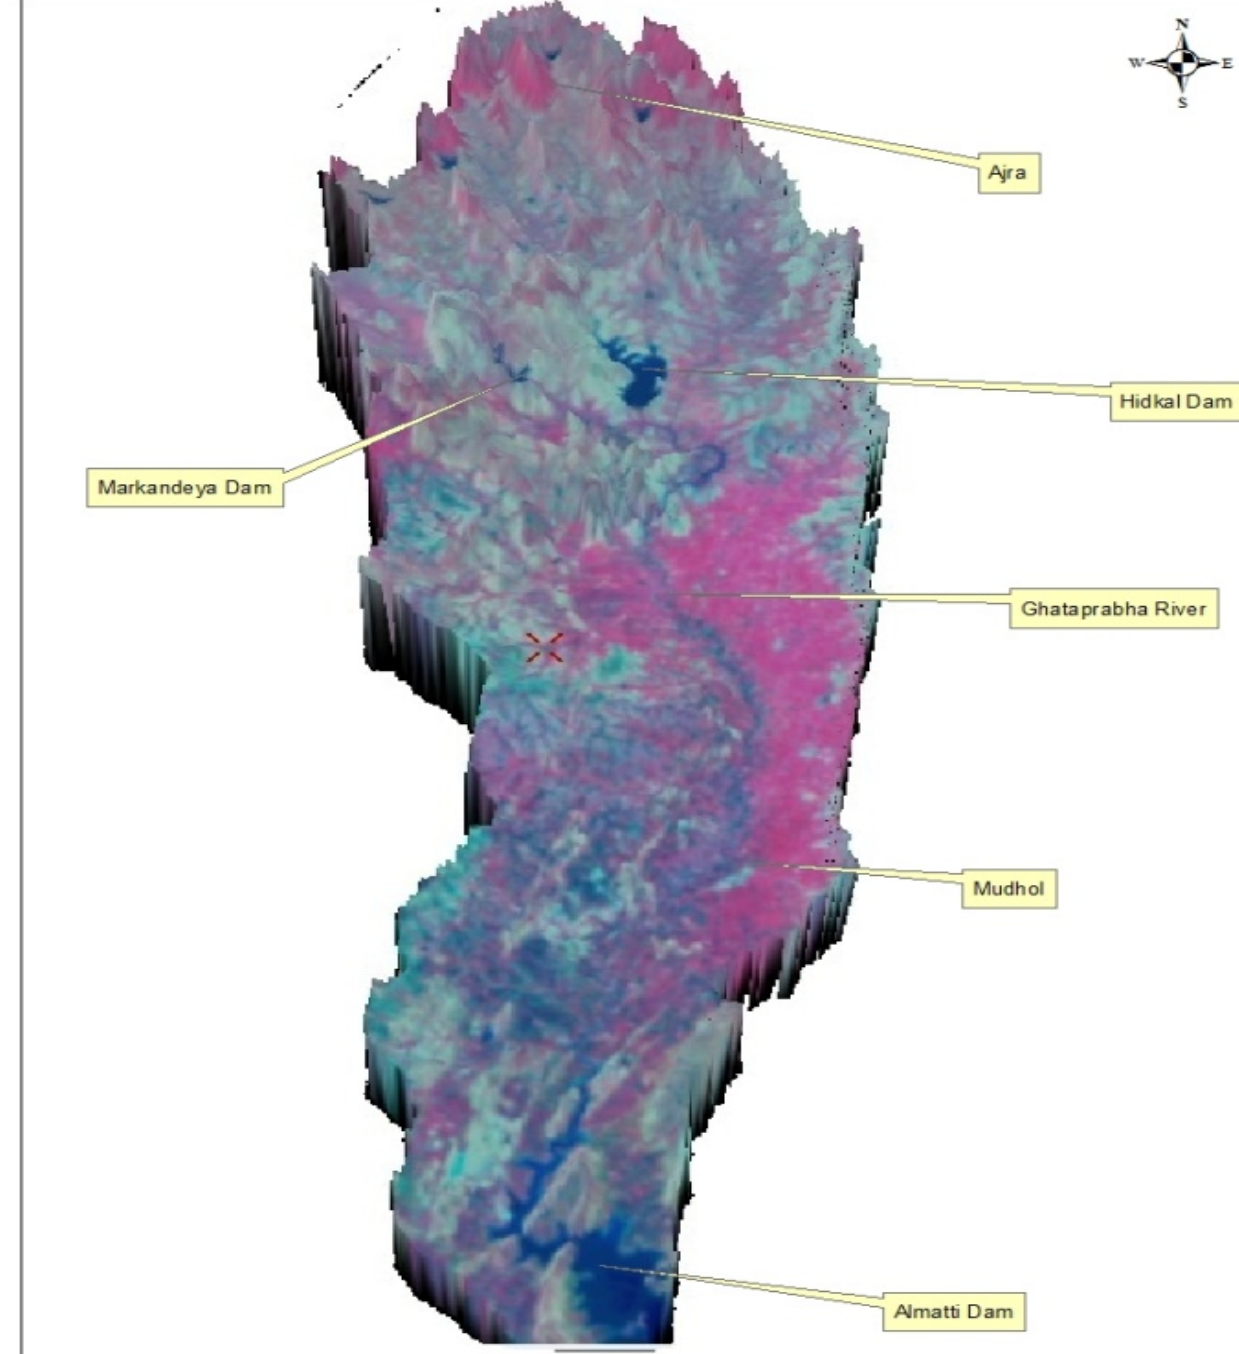 N
W E
S
Ajra
Hidkal Dam
Markandeya Dam
Ghataprabha River
Mudhol
Almatti Dam